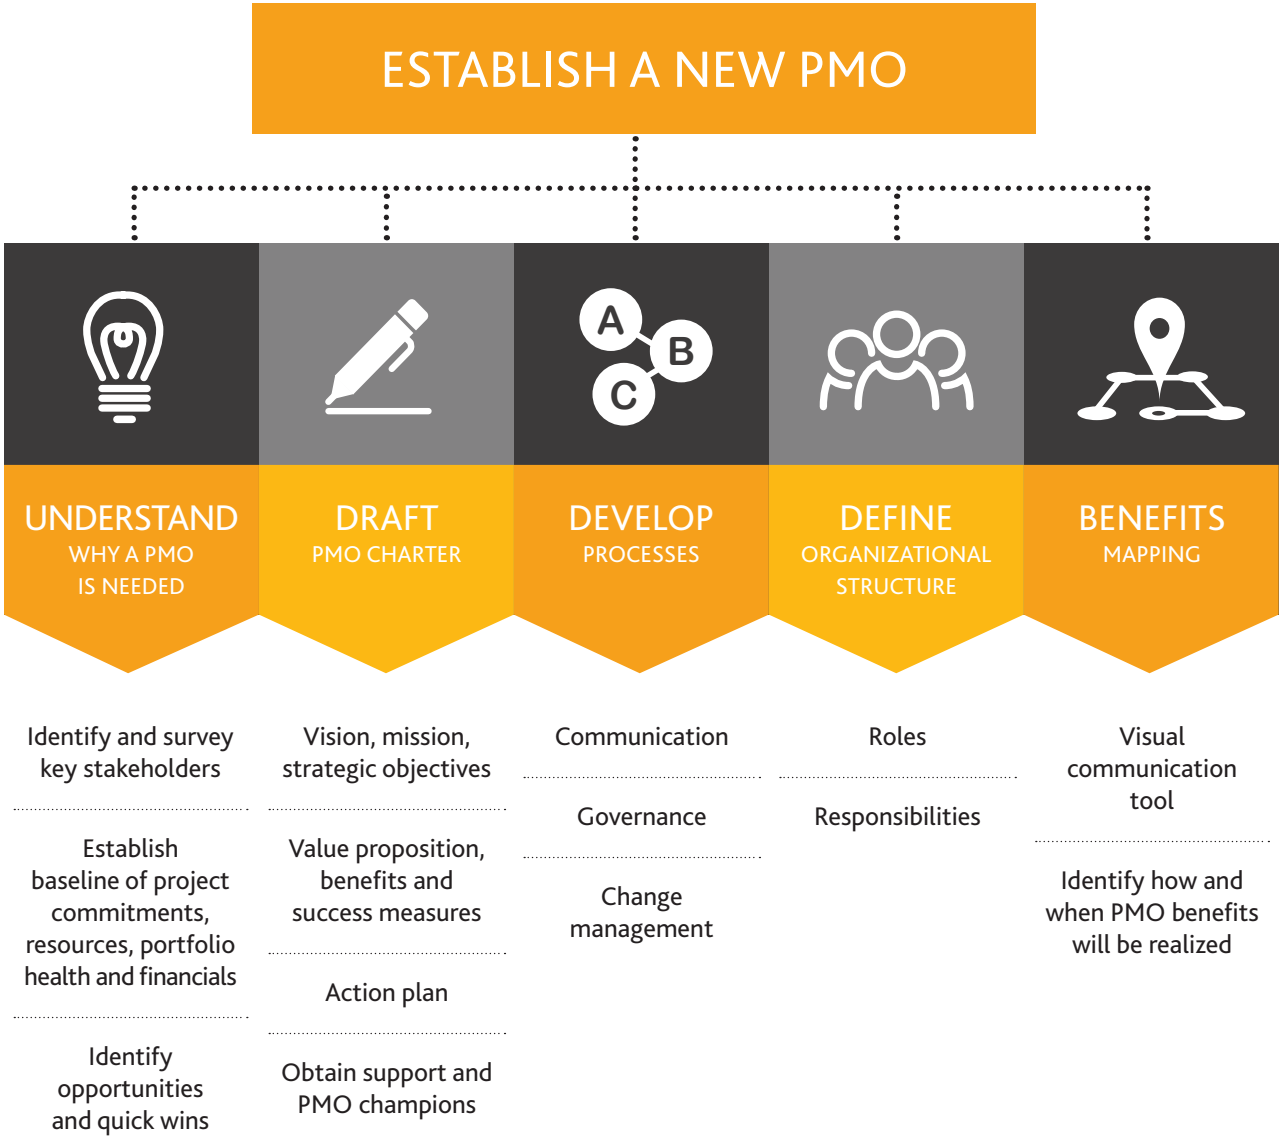 ESTABLISH A NEW PMO
A
B
C
UNDERSTAND
WHY A PMO
IS NEEDED
DRAFT
PMO CHARTER
DEVELOP
PROCESSES
DEFINE
ORGANIZATIONAL
STRUCTURE
BENEFITS
MAPPING
Identify and survey
key stakeholders
Establish
baseline of project
commitments,
resources, portfolio
health and financials
Identify
opportunities
and quick wins
Vision, mission,
strategic objectives
Value proposition,
benefits and
success measures
Action plan
Obtain support and
PMO champions
Communication
Governance
Change
management
Roles
Responsibilities
Visual
communication
tool
Identify how and
when PMO benefits
will be realized